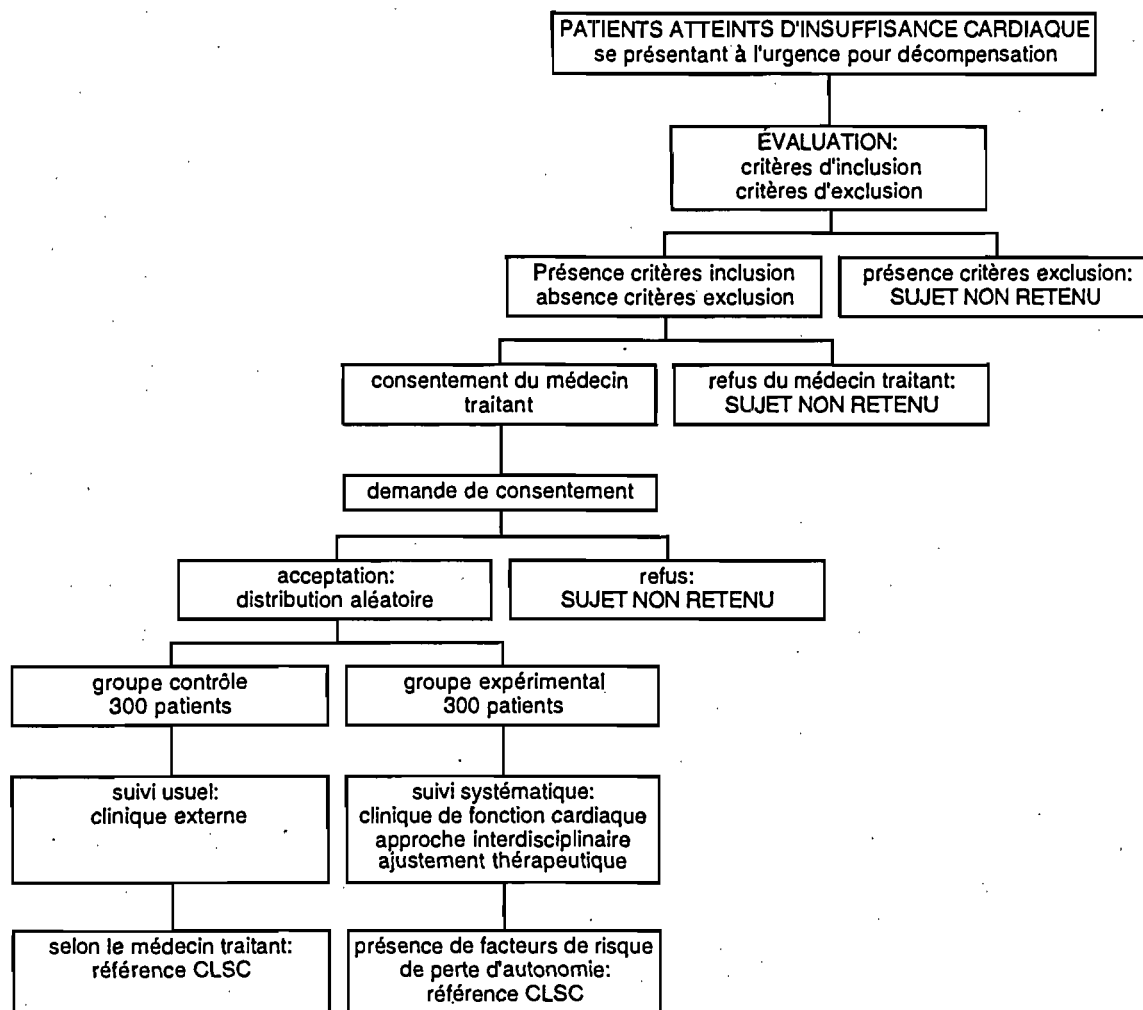 PATIENTS ATTEINTS D'INSUFFISANCE CARDIAQUE
se présentant à l'urgence pour décompensation
ÉVALUATION:
critères d'inclusion
critères d'exclusion
Présence critères inclusion
absence critères exclusion
présence critères exclusion:
SUJET NON RETENU
consentement du médecin
traitant
refus du médecin traitant:
SUJET NON RETENU
demande de consentement
acceptation:
distribution aléatoire
refus:
SUJET NON RETENU
groupe contrôle
300 patients
groupe expérimental
300 patients
suivi usuel:
clinique externe
suivi systématique:
clinique de fonction cardiaque
approche interdisciplinaire
ajustement thérapeutique
selon le médecin traitant:
référence CLSC
présence de facteurs de risque
de perte d'autonomie:
référence CLSC